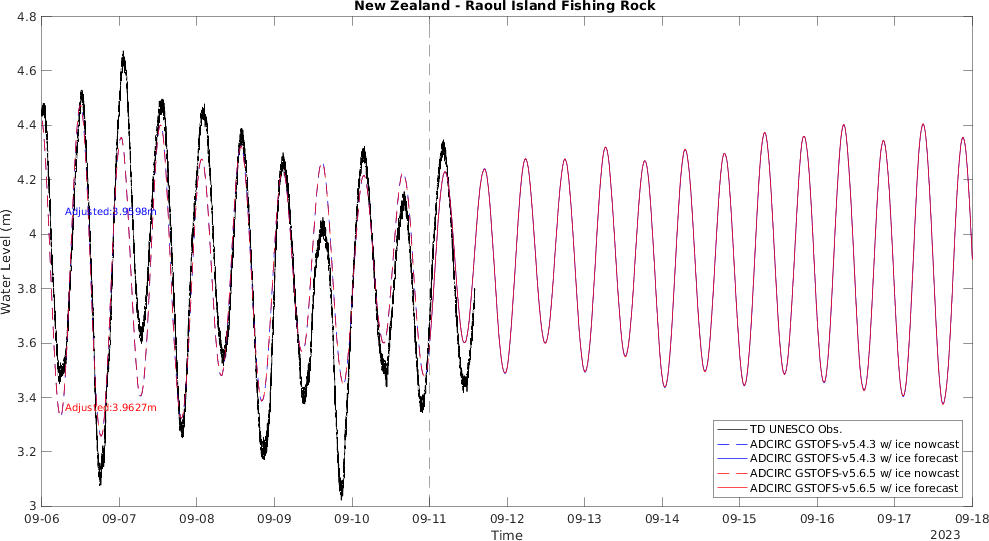 New Zealand - Raoul Island Fishing Rock
4.8
4.6
4.4
4.2
4
3.8
3.6
3.4
3.2
3
Water Level (m)
Adjusted:3.9598m
Adjusted:3.9627m
TD UNESCO Obs.
ADCIRC GSTOFS-v5.4.3 w/ ice nowcast
ADCIRC GSTOFS-v5.4.3 w/ ice forecast
ADCIRC GSTOFS-v5.6.5 w/ ice nowcast
ADCIRC GSTOFS-v5.6.5 w/ ice forecast
09-06 09-07 09-08 09-09 09-10 09-11 09-12 09-13 09-14 09-15 09-16 09-17 09-18
Time
2023